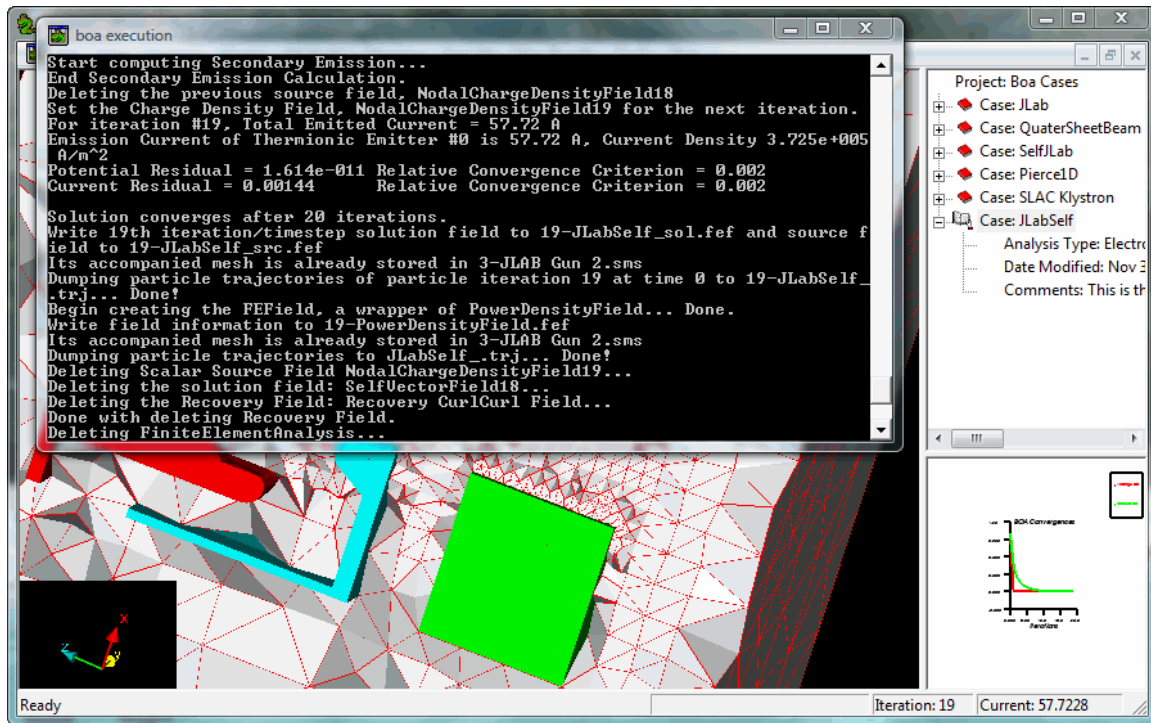 boa execution
Start computing Secondary Emission...
End Secondary Emission Calculation.
Deleting the previous source field, NodalChargeDensityField18
Set the Charge Density Field, NodalChargeDensityField19 for the next iteration.
For iteration #19, Total Emitted Current = 57.72 A
Emission Current of Thermionic Emitter #0 is 57.72 A, Current Density 3.725e+005
A/m^2
Potential Residual = 1.614e-011 Relative Convergence Criterion = 0.002
Current Residual = 0.00144 Relative Convergence Criterion = 0.002
Solution converges after 20 iterations.
Write 19th iteration/timestep solution field to 19-JLabSelf_sol.fef and source f
ield to 19-JLabSelf_src.fef
Its accompanied mesh is already stored in 3-JLAB Gun 2.sms
Dumping particle trajectories of particle iteration 19 at time 0 to 19-JLabSelf_
.trj... Done!
Begin creating the FEField, a wrapper of PowerDensityField... Done.
Write field information to 19-PowerDensityField.fef
Its accompanied mesh is already stored in 3-JLAB Gun 2.sms
Dumping particle trajectories to JLabSelf_.trj... Done!
Deleting Scalar Source Field NodalChargeDensityField19...
Deleting the solution field: SelfVectorField18...
Deleting the Recovery Field: Recovery CurlCurl Field...
Done with deleting Recovery Field.
Deleting FiniteElementAnalysis...
Project: Boa Cases
Case: JLab
Case: QuaterSheetBeam
Case: SelfJLab
Case: Pierce1D
Case: SLAC Klystron
Case: JLabSelf
Analysis Type: Electro
Date Modified: Nov 3
Comments: This is th
BOA Convergences
Iterations
X
Z
y
Ready
Iteration: 19
Current: 57.7228